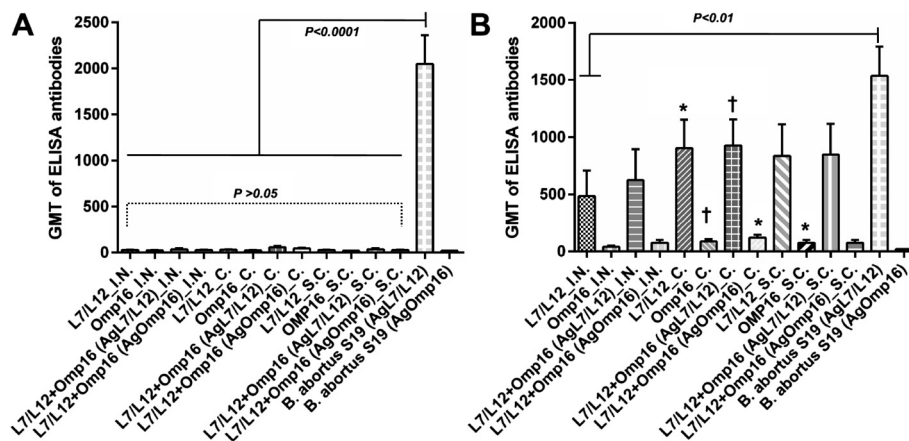 A
GMT of ELISA antibodies
2500
2000
1500
1000
500
0
P<0.0001
P >0.05
L7/L12_I.N.
Omp16_I.N.
L7/L12+Omp16 (AgL7/L12)_I.N.
L7/L12+Omp16 (AgOmp16)_I.N.
L7/L12_C.
Omp16_C.
L7/L12+Omp16 (AgL7/L12)_C.
L7/L12+Omp16 (AgOmp16)_C.
L7/L12_S.C.
OMP16_S.C.
L7/L12+Omp16 (AgL7/L12)_S.C.
L7/L12+Omp16 (AgOmp16)_S.C.
B. abortus S19 (AgL7/L12)
B. abortus S19 (AgOmp16)
B
GMT of ELISA antibodies
2000
1500
1000
500
0
P<0.01
*
†
†
*
*
L7/L12_I.N.
Omp16_I.N.
L7/L12+Omp16 (AgL7/L12)_I.N.
L7/L12+Omp16 (AgOmp16)_I.N.
L7/L12_C.
Omp16_C.
L7/L12+Omp16 (AgL7/L12)_C.
L7/L12+Omp16 (AgOmp16)_C.
L7/L12_S.C.
OMP16_S.C.
L7/L12+Omp16 (AgL7/L12)_S.C.
L7/L12+Omp16 (AgOmp16)_S.C.
B. abortus S19 (AgL7/L12)
B. abortus S19 (AgOmp16)